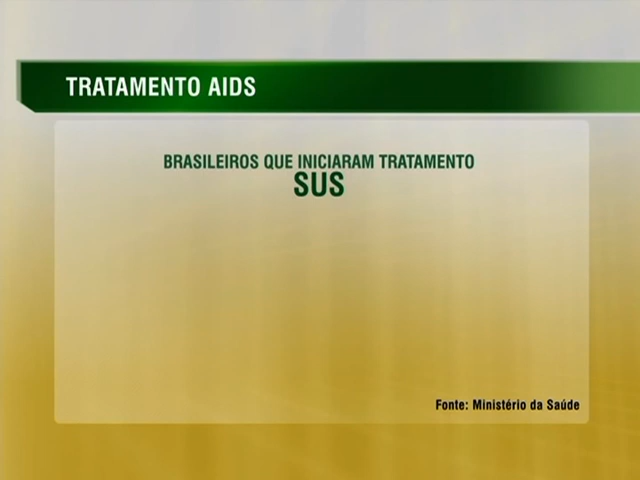 TRATAMENTO AIDS
BRASILEIROS QUE INICIARAM TRATAMENTO
SUS
Fonte: Ministério da Saúde